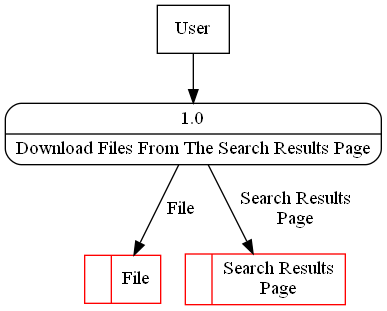 User
1.0
Download Files From The Search Results Page
File
Search Results
Page
File
Search Results
Page